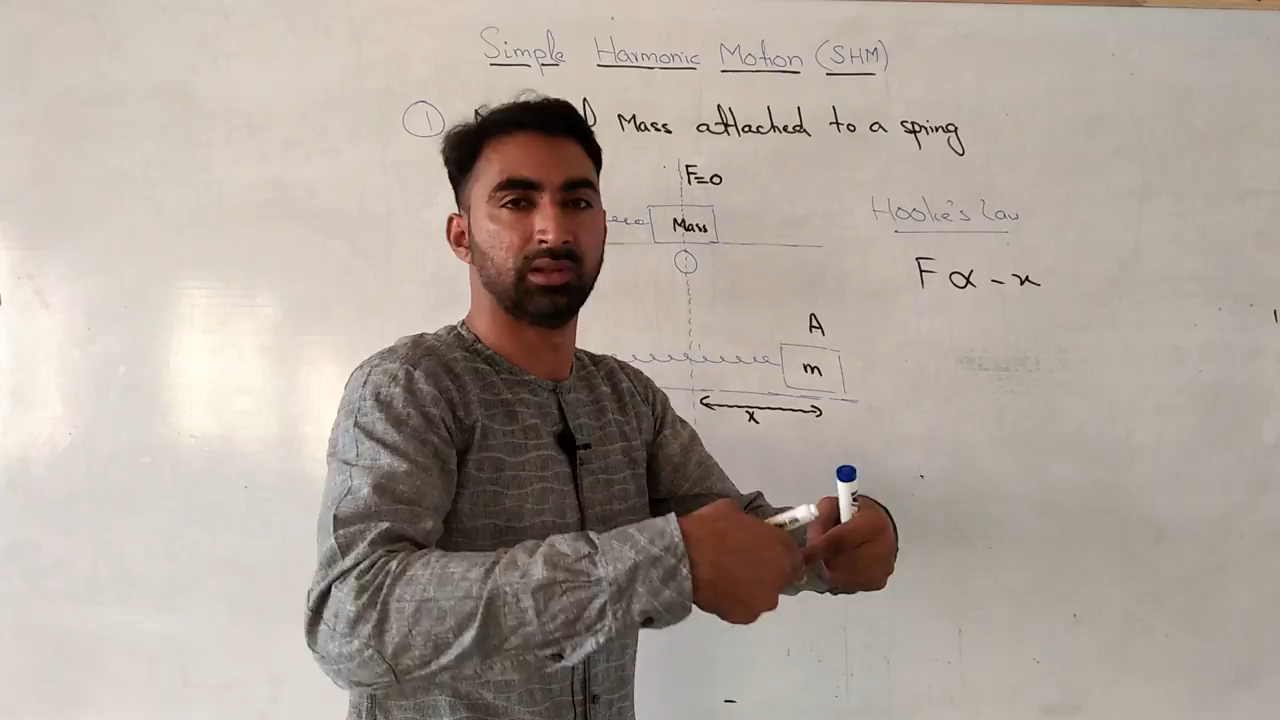 Simple Harmonic Motion (SHM)
① Mass attached to a spring
F=0
Mass
Hooke's Law
F ∝ - x
A
m
x